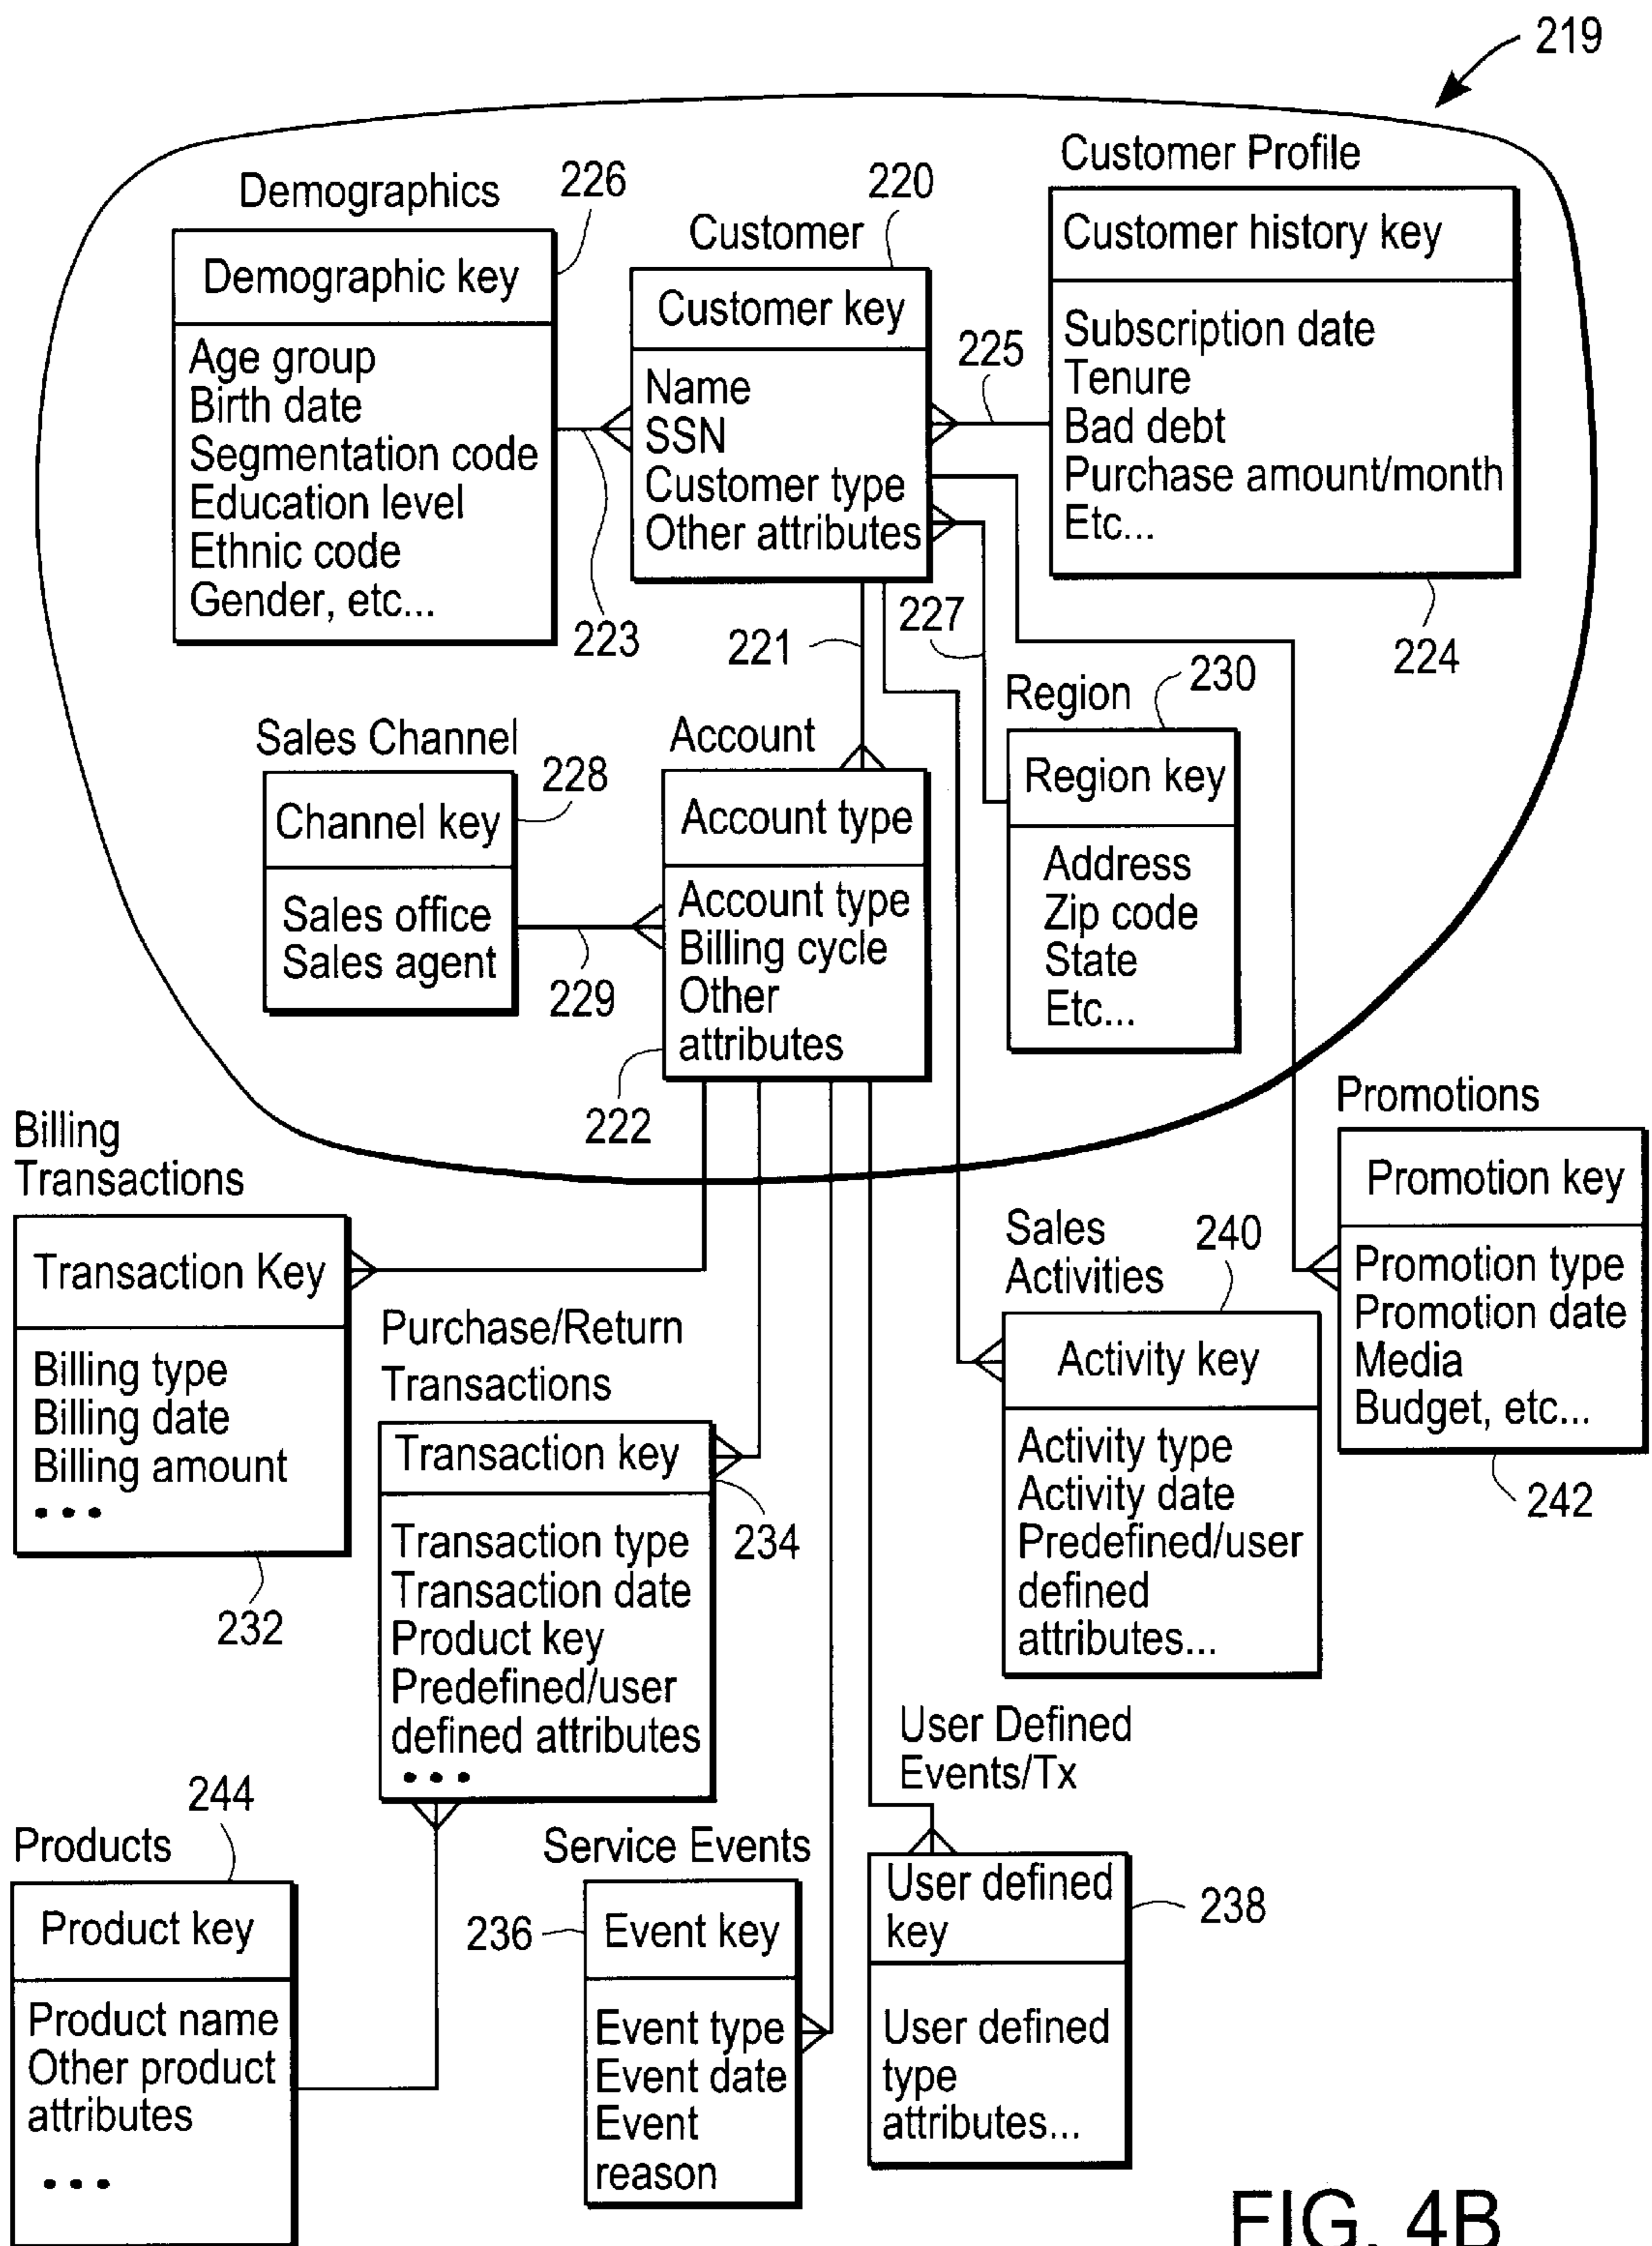 219
Demographics
226
Demographic key
Age group
Birth date
Segmentation code
Education level
Ethnic code
Gender, etc...
223
220
Customer
Customer key
Name
SSN
Customer type
Other attributes
225
Customer Profile
Customer history key
Subscription date
Tenure
Bad debt
Purchase amount/month
Etc...
224
221
227
Sales Channel
228
Channel key
Sales office
Sales agent
229
Account
Account type
Account type
Billing cycle
Other
attributes
222
Region
230
Region key
Address
Zip code
State
Etc...
Billing
Transactions
Transaction Key
Billing type
Billing date
Billing amount
• • •
232
Purchase/Return
Transactions
Transaction key
Transaction type
Transaction date
Product key
Predefined/user
defined attributes
• • •
234
Sales
Activities
240
Activity key
Activity type
Activity date
Predefined/user
defined
attributes...
Promotions
Promotion key
Promotion type
Promotion date
Media
Budget, etc...
242
244
Products
Product key
Product name
Other product
attributes
• • •
Service Events
236
Event key
Event type
Event date
Event
reason
User Defined
Events/Tx
User defined
key
User defined
type
attributes...
238
FIG. 4B